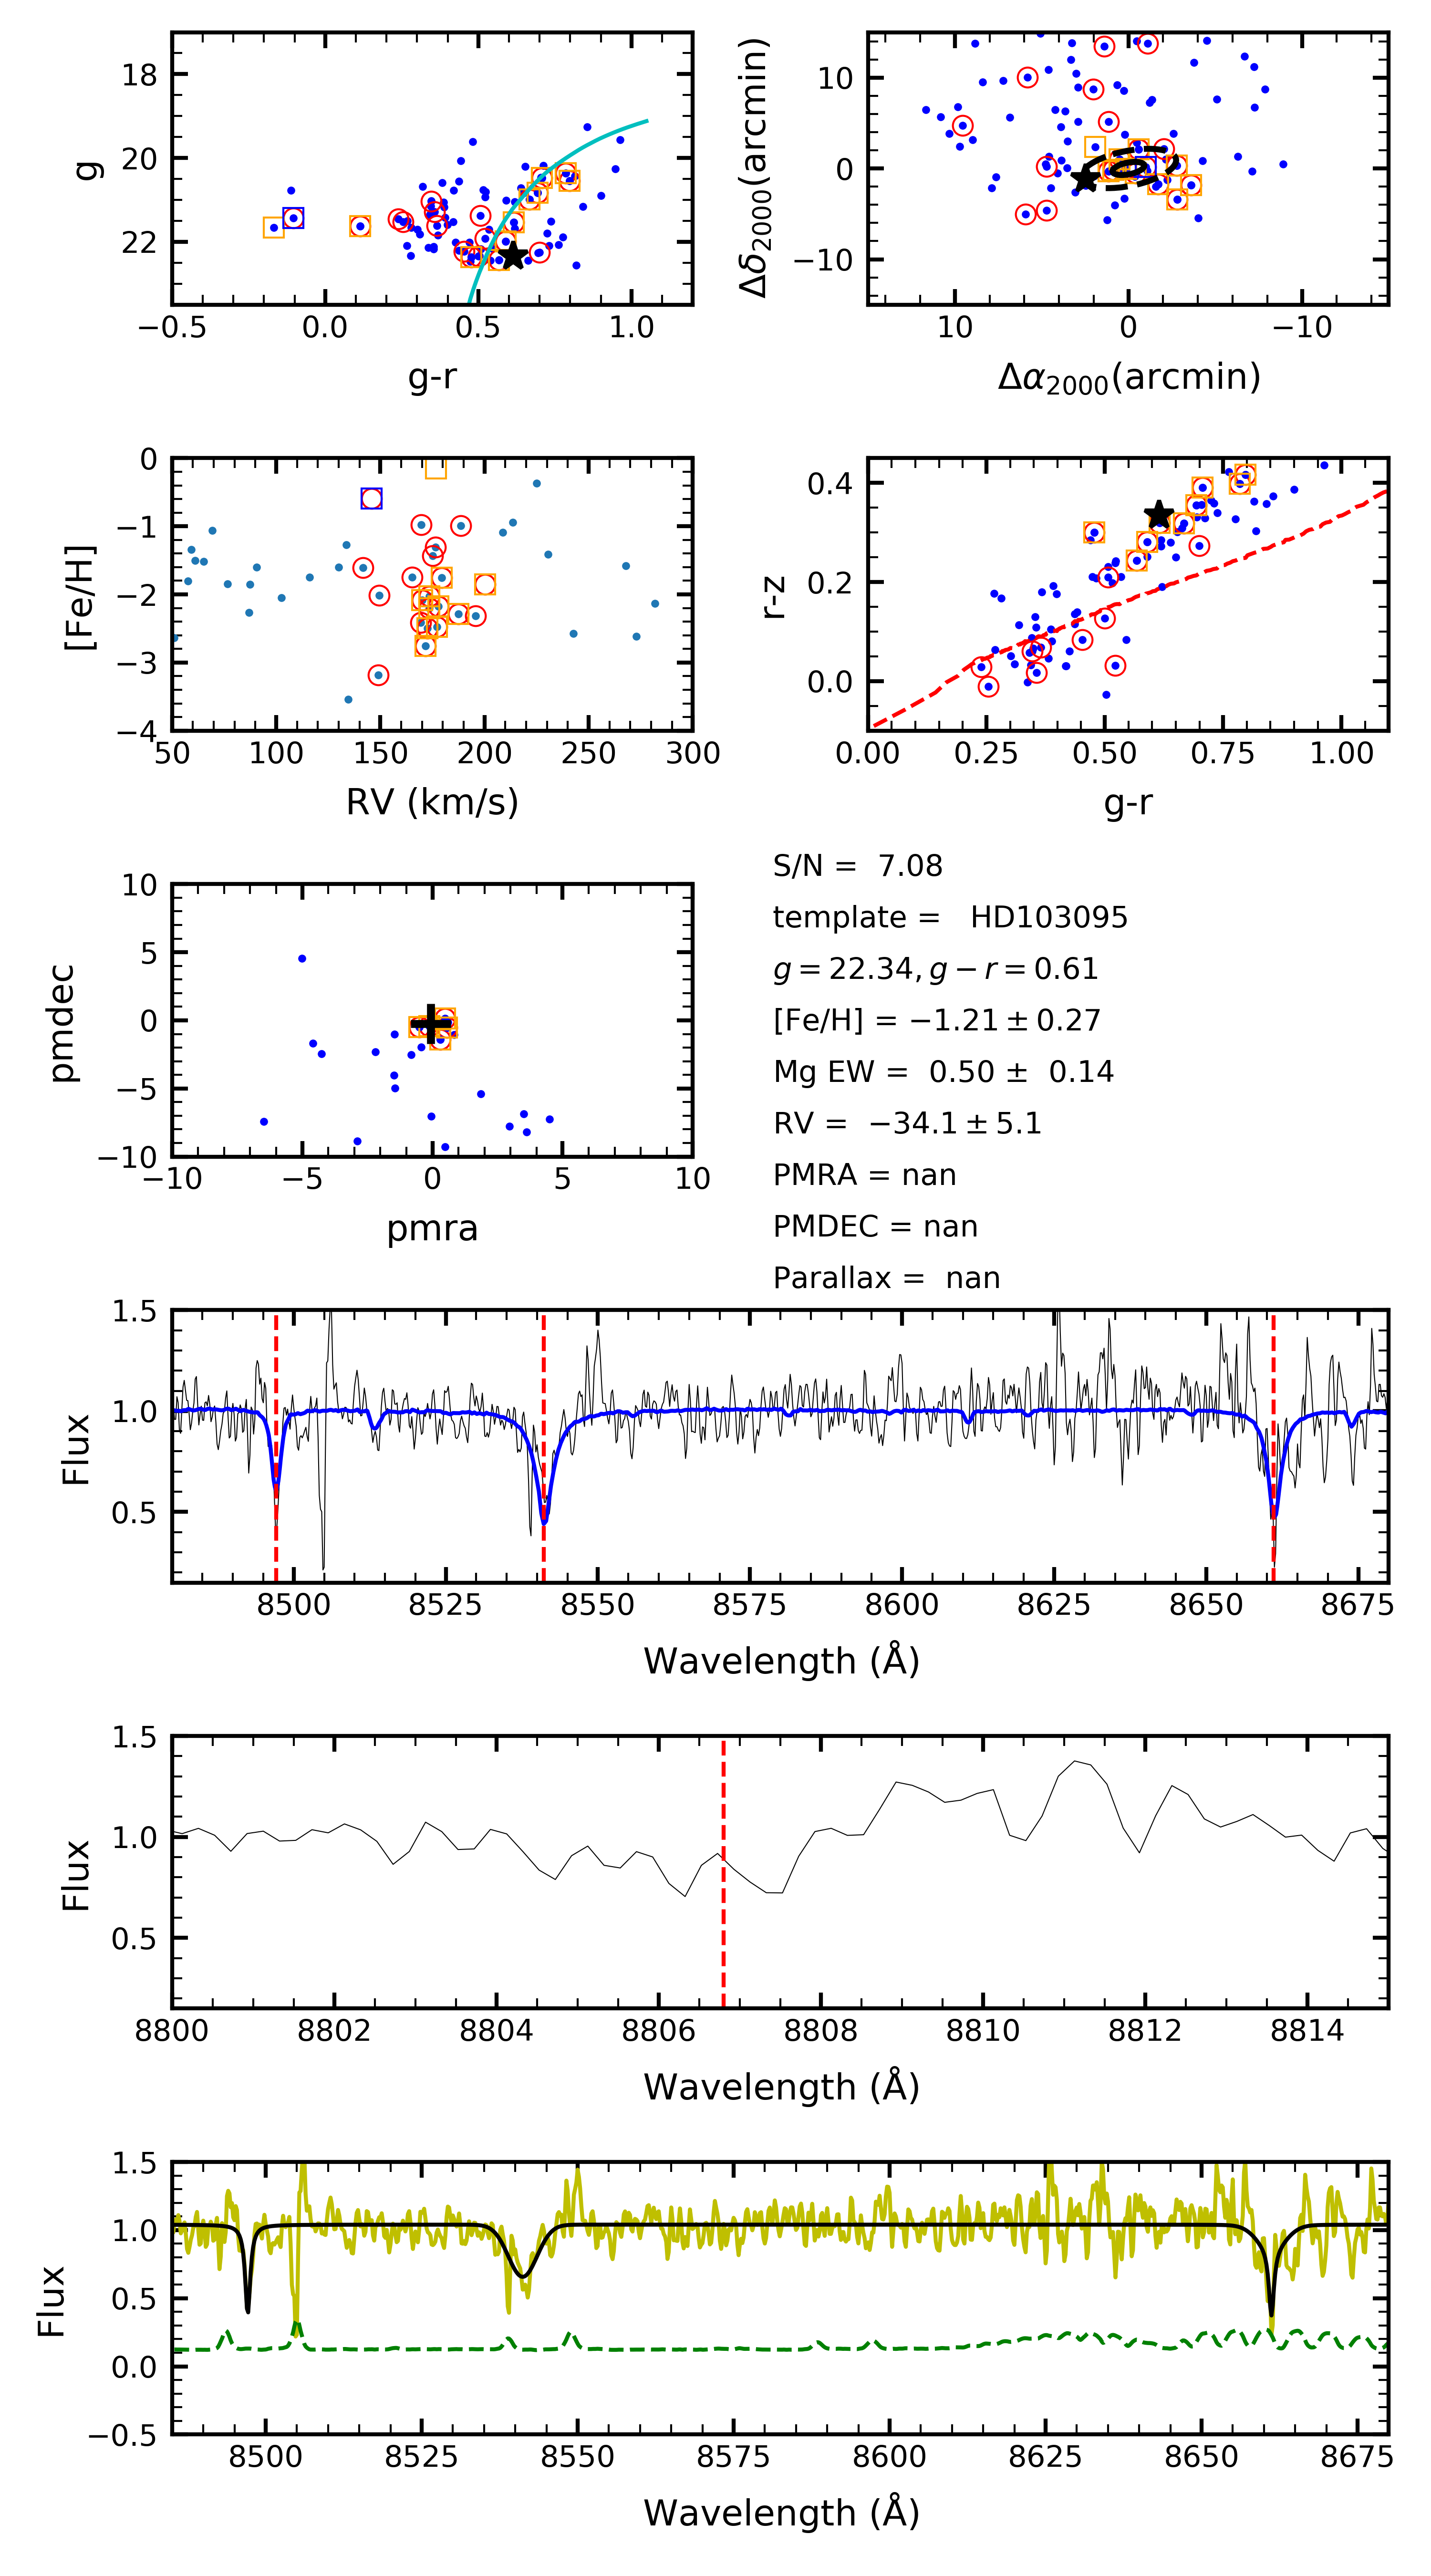 18
20
22
g
−0.5 0.0 0.5 1.0
g-r
10
0
−10
Δδ2000(arcmin)
10 0 −10
Δα2000(arcmin)
0
−1
−2
−3
−4
[Fe/H]
50 100 150 200 250 300
RV (km/s)
0.4
0.2
0.0
r-z
0.00 0.25 0.50 0.75 1.00
g-r
10
5
0
−5
−10
pmdec
−10 −5 0 5 10
pmra
S/N = 7.08
template = HD103095
g = 22.34, g − r = 0.61
[Fe/H] = −1.21 ± 0.27
Mg EW = 0.50 ± 0.14
RV = −34.1 ± 5.1
PMRA = nan
PMDEC = nan
Parallax = nan
1.5
1.0
0.5
Flux
8500 8525 8550 8575 8600 8625 8650 8675
Wavelength (Å)
1.5
1.0
0.5
Flux
8800 8802 8804 8806 8808 8810 8812 8814
Wavelength (Å)
1.5
1.0
0.5
0.0
−0.5
Flux
8500 8525 8550 8575 8600 8625 8650 8675
Wavelength (Å)